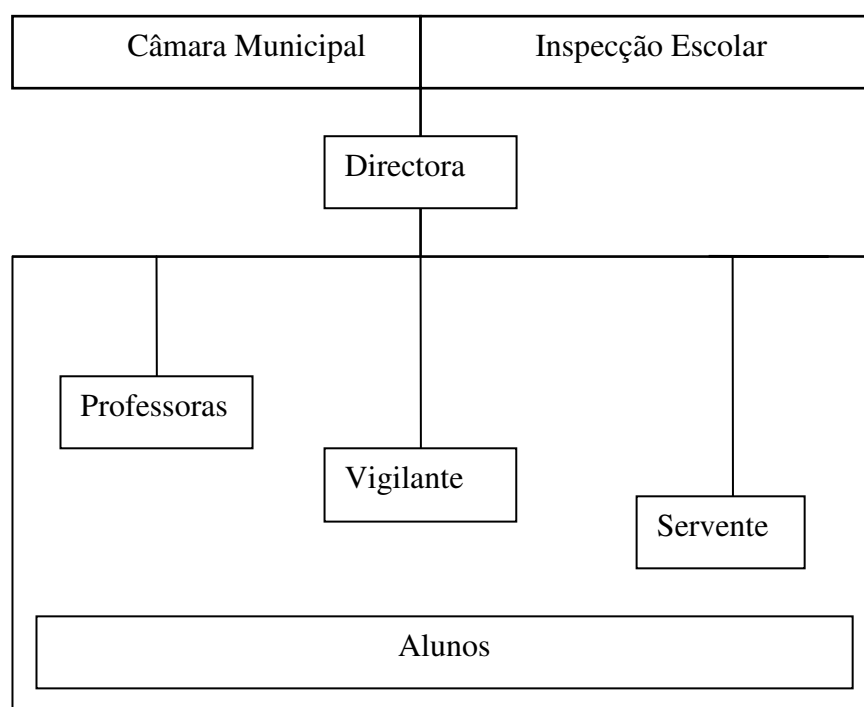 Câmara Municipal
Inspecção Escolar
Directora
Professoras
Vigilante
Servente
Alunos